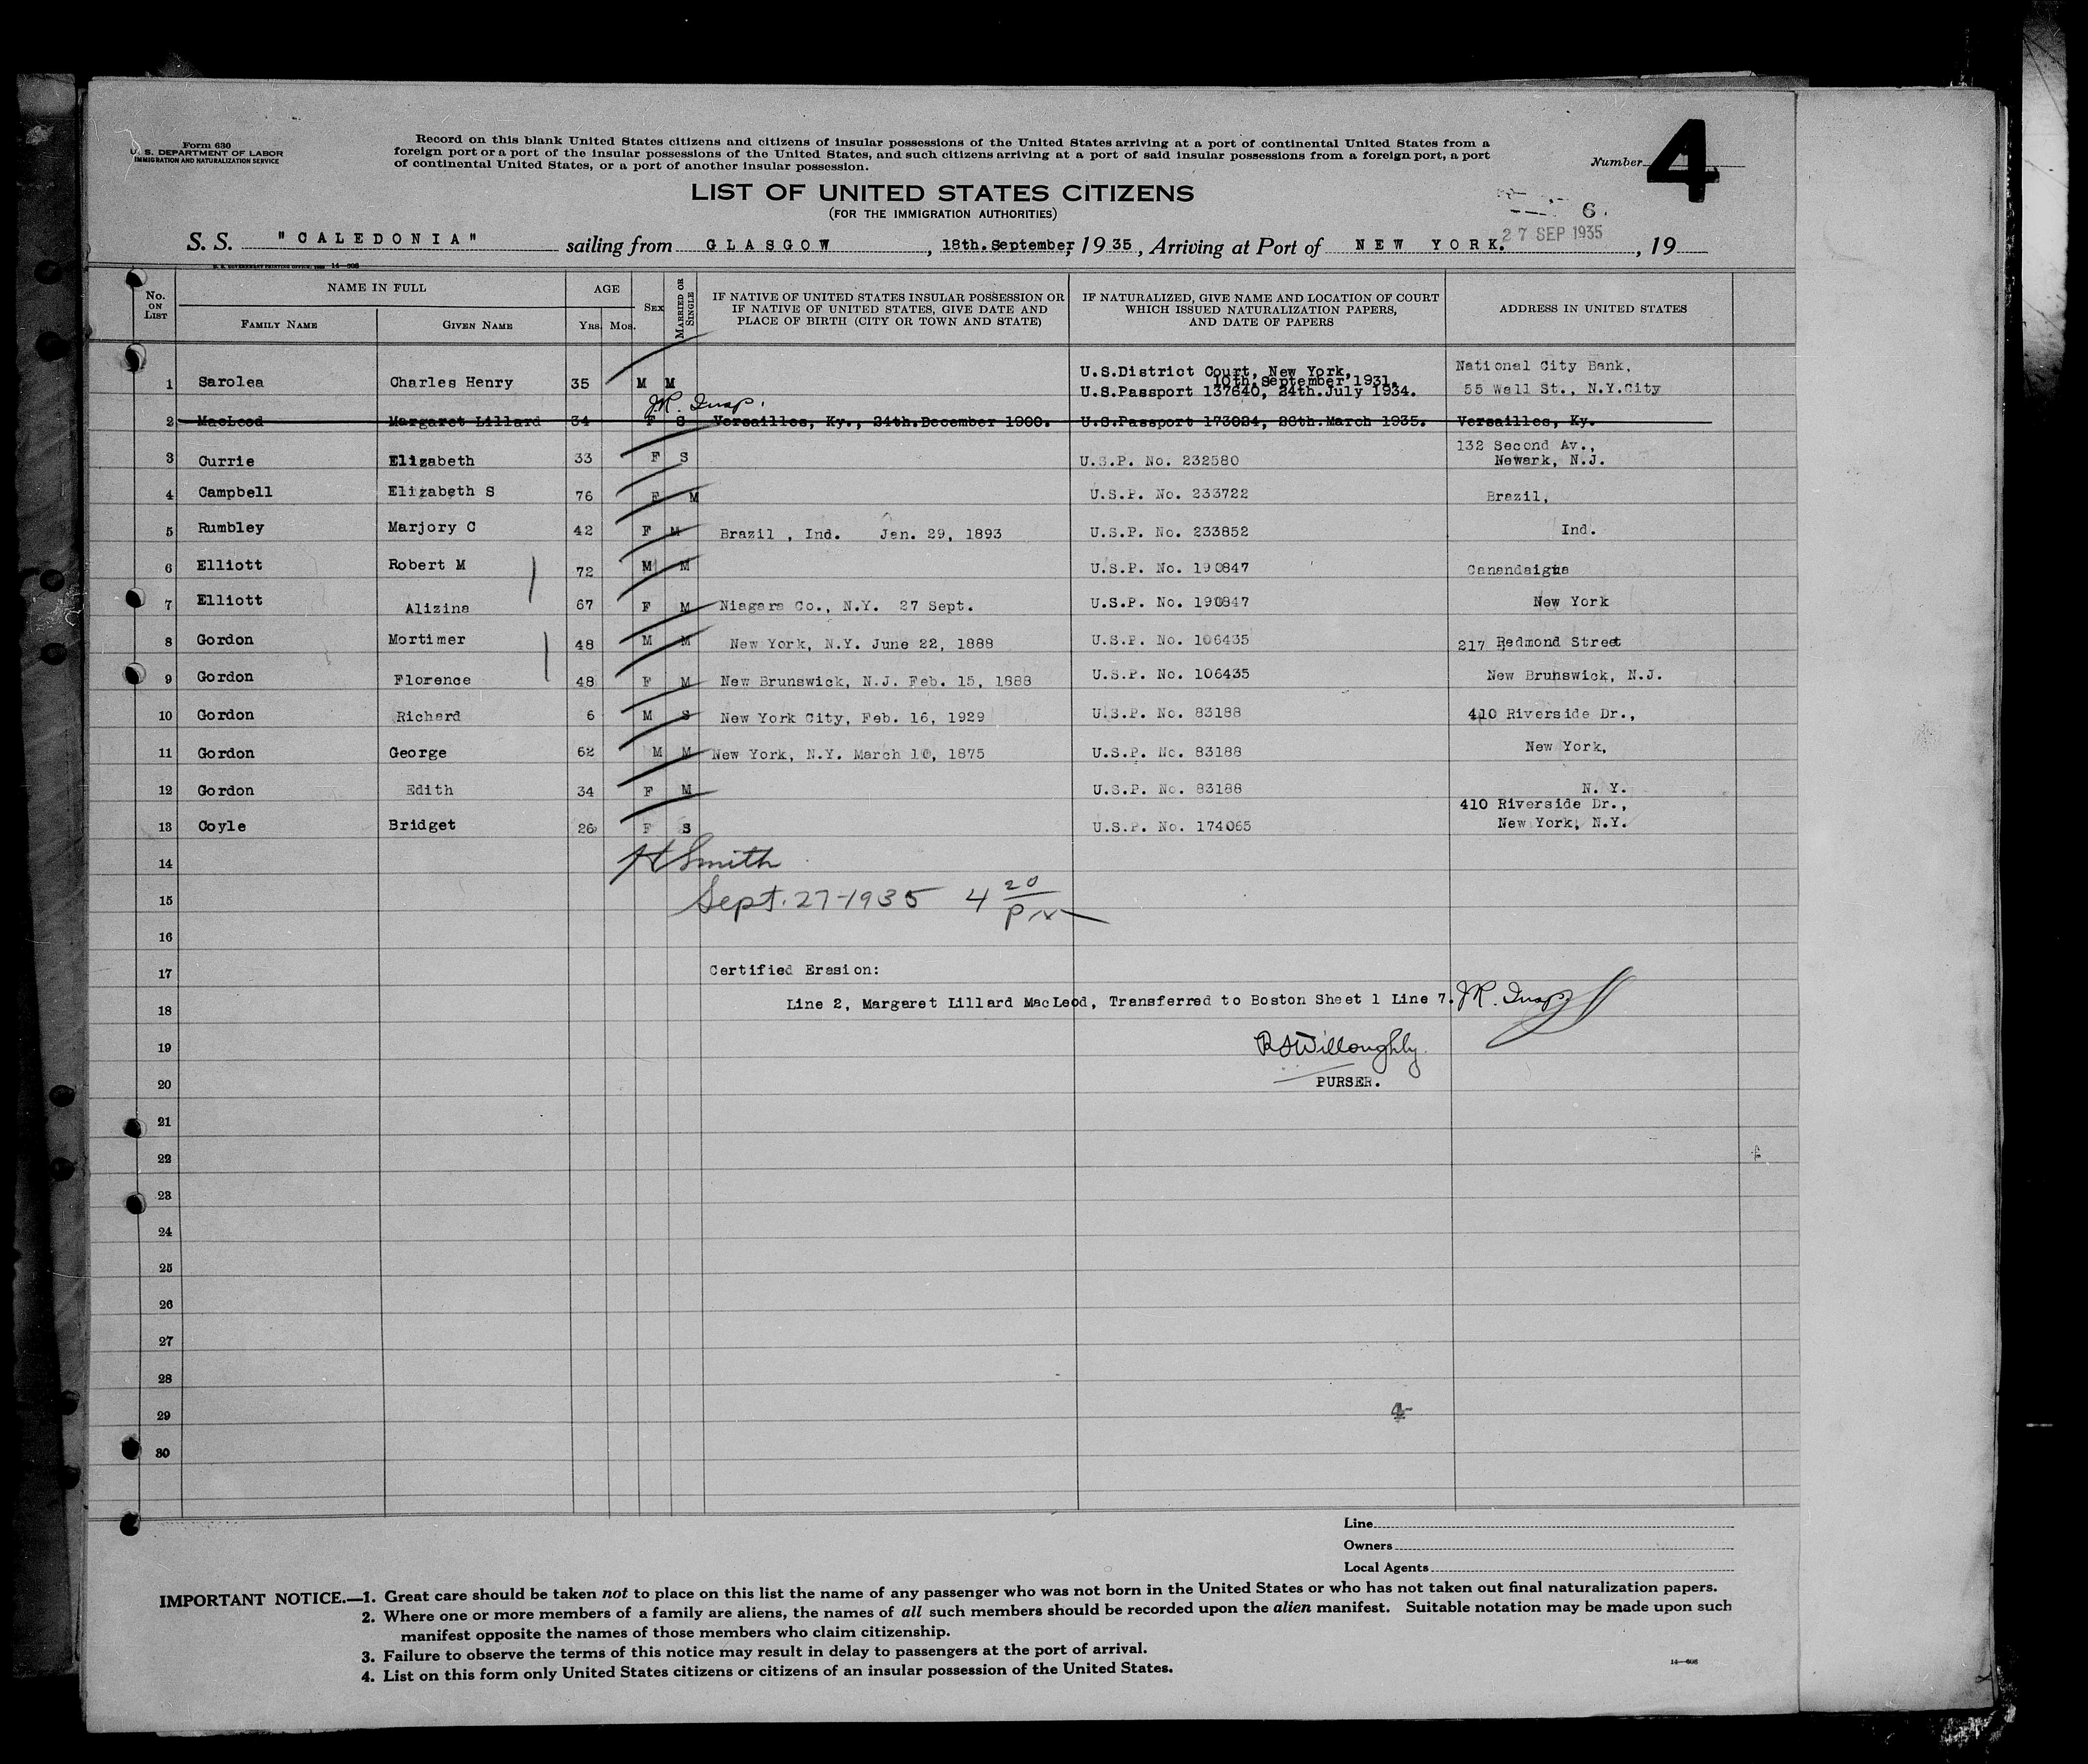 Form 630
U. S. DEPARTMENT OF LABOR
IMMIGRATION AND NATURALIZATION SERVICE
Record on this blank United States citizens and citizens of insular possessions of the United States arriving at a port of continental United States from a
foreign port or a port of the insular possessions of the United States, and such citizens arriving at a port of said insular possessions from a foreign port, a port
of continental United States, or a port of another insular possession.
Number 4
LIST OF UNITED STATES CITIZENS
(FOR THE IMMIGRATION AUTHORITIES)
6.
27 SEP 1935
S. S. "CALEDONIA" sailing from GLASGOW, 18th.September, 1935, Arriving at Port of NEW YORK., 19
No. ON LIST
NAME IN FULL
FAMILY NAME
GIVEN NAME
AGE
YRS. MOS.
SEX
MARRIED OR SINGLE
IF NATIVE OF UNITED STATES INSULAR POSSESSION OR
IF NATIVE OF UNITED STATES, GIVE DATE AND
PLACE OF BIRTH (CITY OR TOWN AND STATE)
IF NATURALIZED, GIVE NAME AND LOCATION OF COURT
WHICH ISSUED NATURALIZATION PAPERS,
AND DATE OF PAPERS
ADDRESS IN UNITED STATES
1 Sarolea Charles Henry 35 M M U.S.District Court, New York, 10th.September,1931. U.S.Passport 137640, 24th.July 1934. National City Bank, 55 Wall St., N.Y.City
J.R. Insp.
2 MacLeod Margaret Lillard 34 F S Versailles, Ky., 24th.December 1900. U.S.Passport 173024, 26th.March 1935. Versailles, Ky.
3 Currie Elizabeth 33 F S U.S.P. No. 232580 132 Second Av., Newark, N.J.
4 Campbell Elizabeth S 76 F M U.S.P. No. 233722 Brazil,
5 Rumbley Marjory C 42 F M Brazil , Ind. Jan. 29, 1893 U.S.P. No. 233852 Ind.
6 Elliott Robert M 72 M M U.S.P. No. 190847 Canandaigua
7 Elliott Alizina 67 F M Niagara Co., N.Y. 27 Sept. U.S.P. No. 190847 New York
8 Gordon Mortimer 48 M M New York, N.Y. June 22, 1888 U.S.P. No. 106435 217 Redmond Street
9 Gordon Florence 48 F M New Brunswick, N.J. Feb. 15, 1888 U.S.P. No. 106435 New Brunswick, N.J.
10 Gordon Richard 6 M S New York City, Feb. 16, 1929 U.S.P. No. 83188 410 Riverside Dr.,
11 Gordon George 62 M M New York, N.Y. March 10, 1875 U.S.P. No. 83188 New York,
12 Gordon Edith 34 F M U.S.P. No. 83188 N. Y.
13 Coyle Bridget 26 F S U.S.P. No. 174065 410 Riverside Dr., New York, N.Y.
14 H Smith
15 Sept. 27-1935 4 20 Pm
16
17 Certified Erasion:
18 Line 2, Margaret Lillard MacLeod, Transferred to Boston Sheet 1 Line 7. J.R. Insp.
19 Willoughby
20 PURSER.
21
22
23
24
25
26
27
28
29 4
30
Line
Owners
Local Agents
IMPORTANT NOTICE.—1. Great care should be taken not to place on this list the name of any passenger who was not born in the United States or who has not taken out final naturalization papers.
2. Where one or more members of a family are aliens, the names of all such members should be recorded upon the alien manifest. Suitable notation may be made upon such
manifest opposite the names of those members who claim citizenship.
3. Failure to observe the terms of this notice may result in delay to passengers at the port of arrival.
4. List on this form only United States citizens or citizens of an insular possession of the United States.